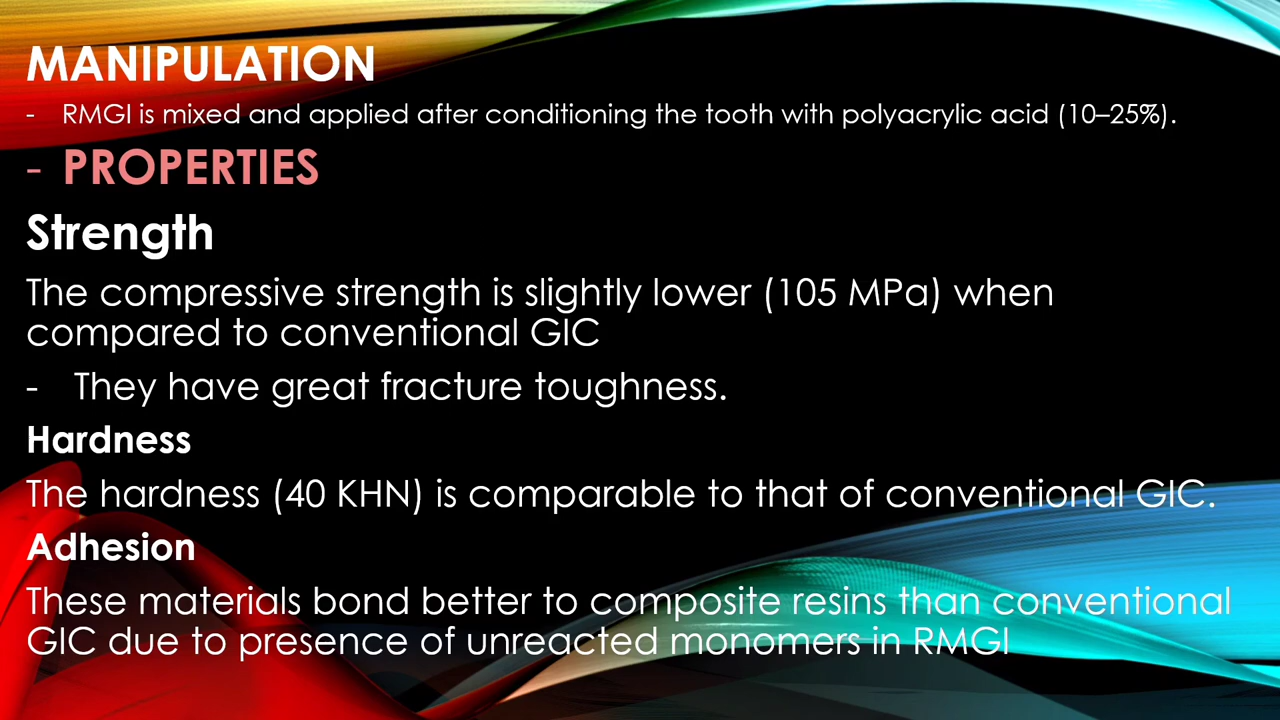 MANIPULATION
- RMGI is mixed and applied after conditioning the tooth with polyacrylic acid (10–25%).
- PROPERTIES
Strength
The compressive strength is slightly lower (105 MPa) when
compared to conventional GIC
- They have great fracture toughness.
Hardness
The hardness (40 KHN) is comparable to that of conventional GIC.
Adhesion
These materials bond better to composite resins than conventional
GIC due to presence of unreacted monomers in RMGI